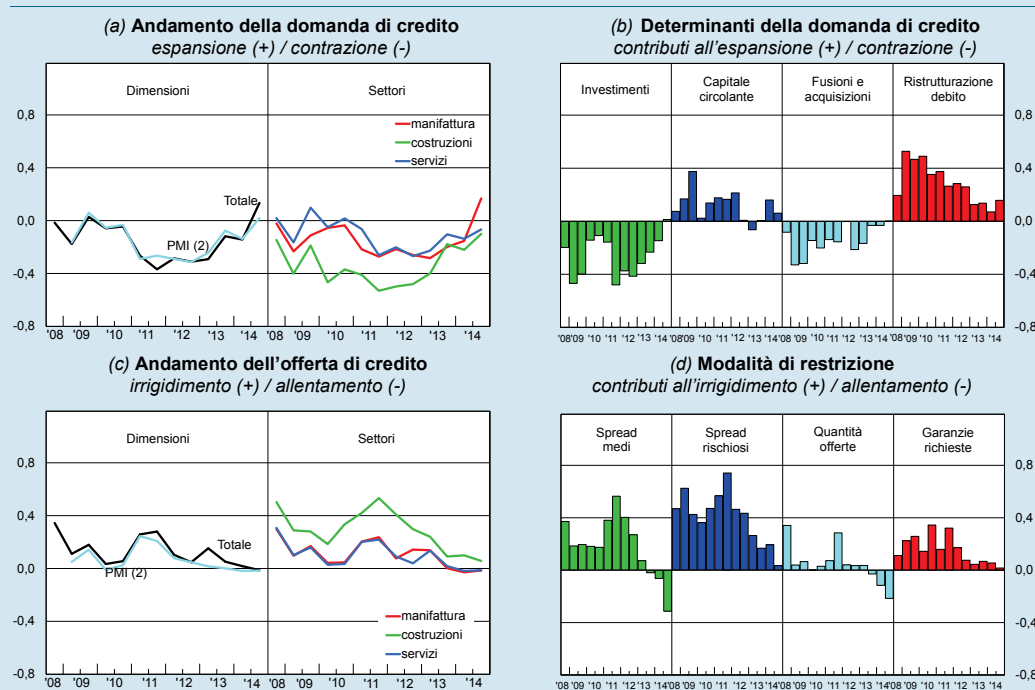 (a) Andamento della domanda di credito
espansione (+) / contrazione (-)
Dimensioni
Settori
manifattura
costruzioni
servizi
Totale
PMI (2)
0,8
0,4
0,0
-0,4
-0,8
'08 '09 '10 '11 '12 '13 '14 '08 '09 '10 '11 '12 '13 '14
(b) Determinanti della domanda di credito
contributi all'espansione (+) / contrazione (-)
Investimenti
Capitale
circolante
Fusioni e
acquisizioni
Ristrutturazione
debito
0,8
0,4
0,0
-0,4
-0,8
'08'09 '10 '11 '12 '13 '14 '08 '09 '10 '11 '12 '13 '14 '08 '09 '10 '11 '12 '13 '14 '08 '09 '10 '11 '12 '13 '14
(c) Andamento dell'offerta di credito
irrigidimento (+) / allentamento (-)
Dimensioni
Settori
Totale
PMI (2)
manifattura
costruzioni
servizi
0,8
0,4
0,0
-0,4
-0,8
'08 '09 '10 '11 '12 '13 '14 '08 '09 '10 '11 '12 '13 '14
(d) Modalità di restrizione
contributi all'irrigidimento (+) / allentamento (-)
Spread
medi
Spread
rischiosi
Quantità
offerte
Garanzie
richieste
0,8
0,4
0,0
-0,4
-0,8
'08 '09 '10 '11 '12 '13 '14 '08 '09 '10 '11 '12 '13 '14 '08 '09 '10 '11 '12 '13 '14 '08 '09 '10 '11 '12 '13 '14